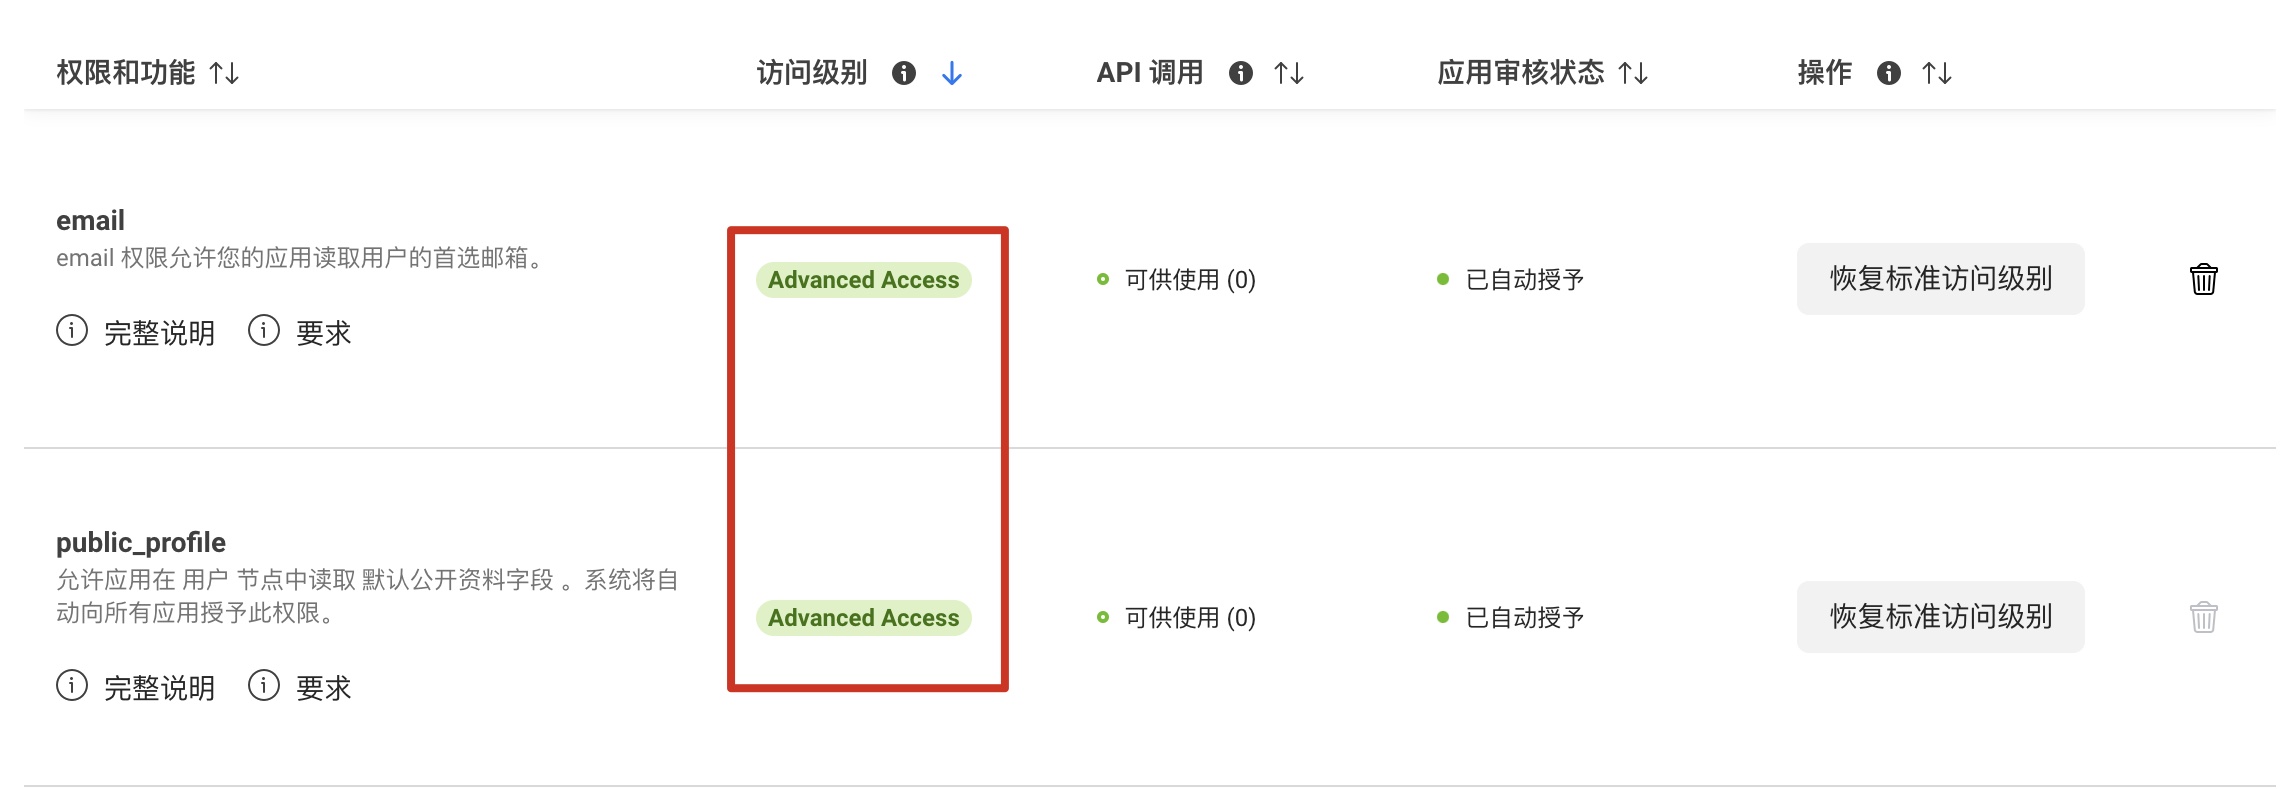 权限和功能 ↑↓ 访问级别 ↓ API 调用 ↑↓ 应用审核状态 ↑↓ 操作 ↑↓
email
email 权限允许您的应用读取用户的首选邮箱。
Advanced Access 可供使用 (0) 已自动授予 恢复标准访问级别
完整说明 要求
public_profile
允许应用在 用户 节点中读取 默认公开资料字段 。系统将自
动向所有应用授予此权限。
Advanced Access 可供使用 (0) 已自动授予 恢复标准访问级别
完整说明 要求